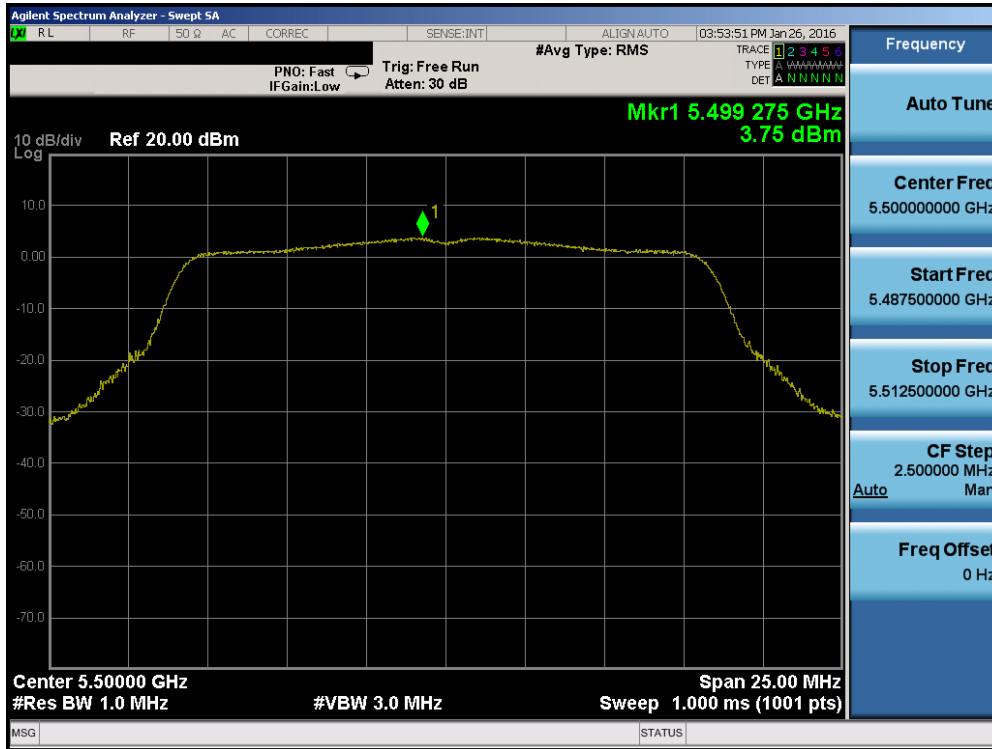 Agilent Spectrum Analyzer - Swept SA
LXI RL RF 50 Ω AC CORREC SENSE:INT ALIGN AUTO 03:53:51 PM Jan 26, 2016
#Avg Type: RMS
TRACE 1 2 3 4 5 6
TYPE A WWWWW
DET A N N N N N
PNO: Fast
IFGain:Low
Trig: Free Run
Atten: 30 dB
Mkr1 5.499 275 GHz
3.75 dBm
10 dB/div Ref 20.00 dBm
Log
1
10.0
0.00
-10.0
-20.0
-30.0
-40.0
-50.0
-60.0
-70.0
Center 5.50000 GHz
Span 25.00 MHz
#Res BW 1.0 MHz
#VBW 3.0 MHz
Sweep 1.000 ms (1001 pts)
MSG
STATUS
Frequency
Auto Tune
Center Freq
5.500000000 GHz
Start Freq
5.487500000 GHz
Stop Freq
5.512500000 GHz
CF Step
2.500000 MHz
Auto Man
Freq Offset
0 Hz